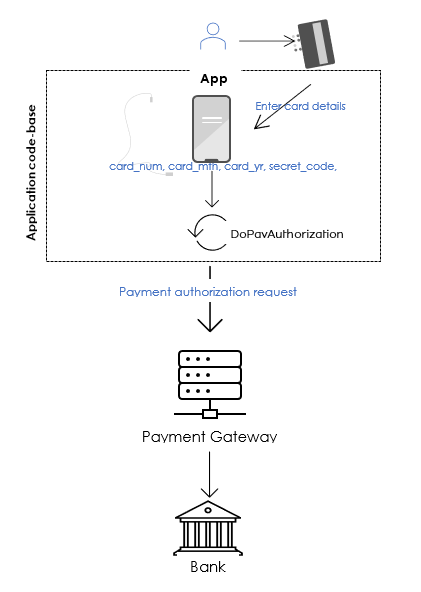 App
Enter card details
Application code-base
card_num, card_mth, card_yr, secret_code,
DoPayAuthorization
Payment authorization request
Payment Gateway
Bank